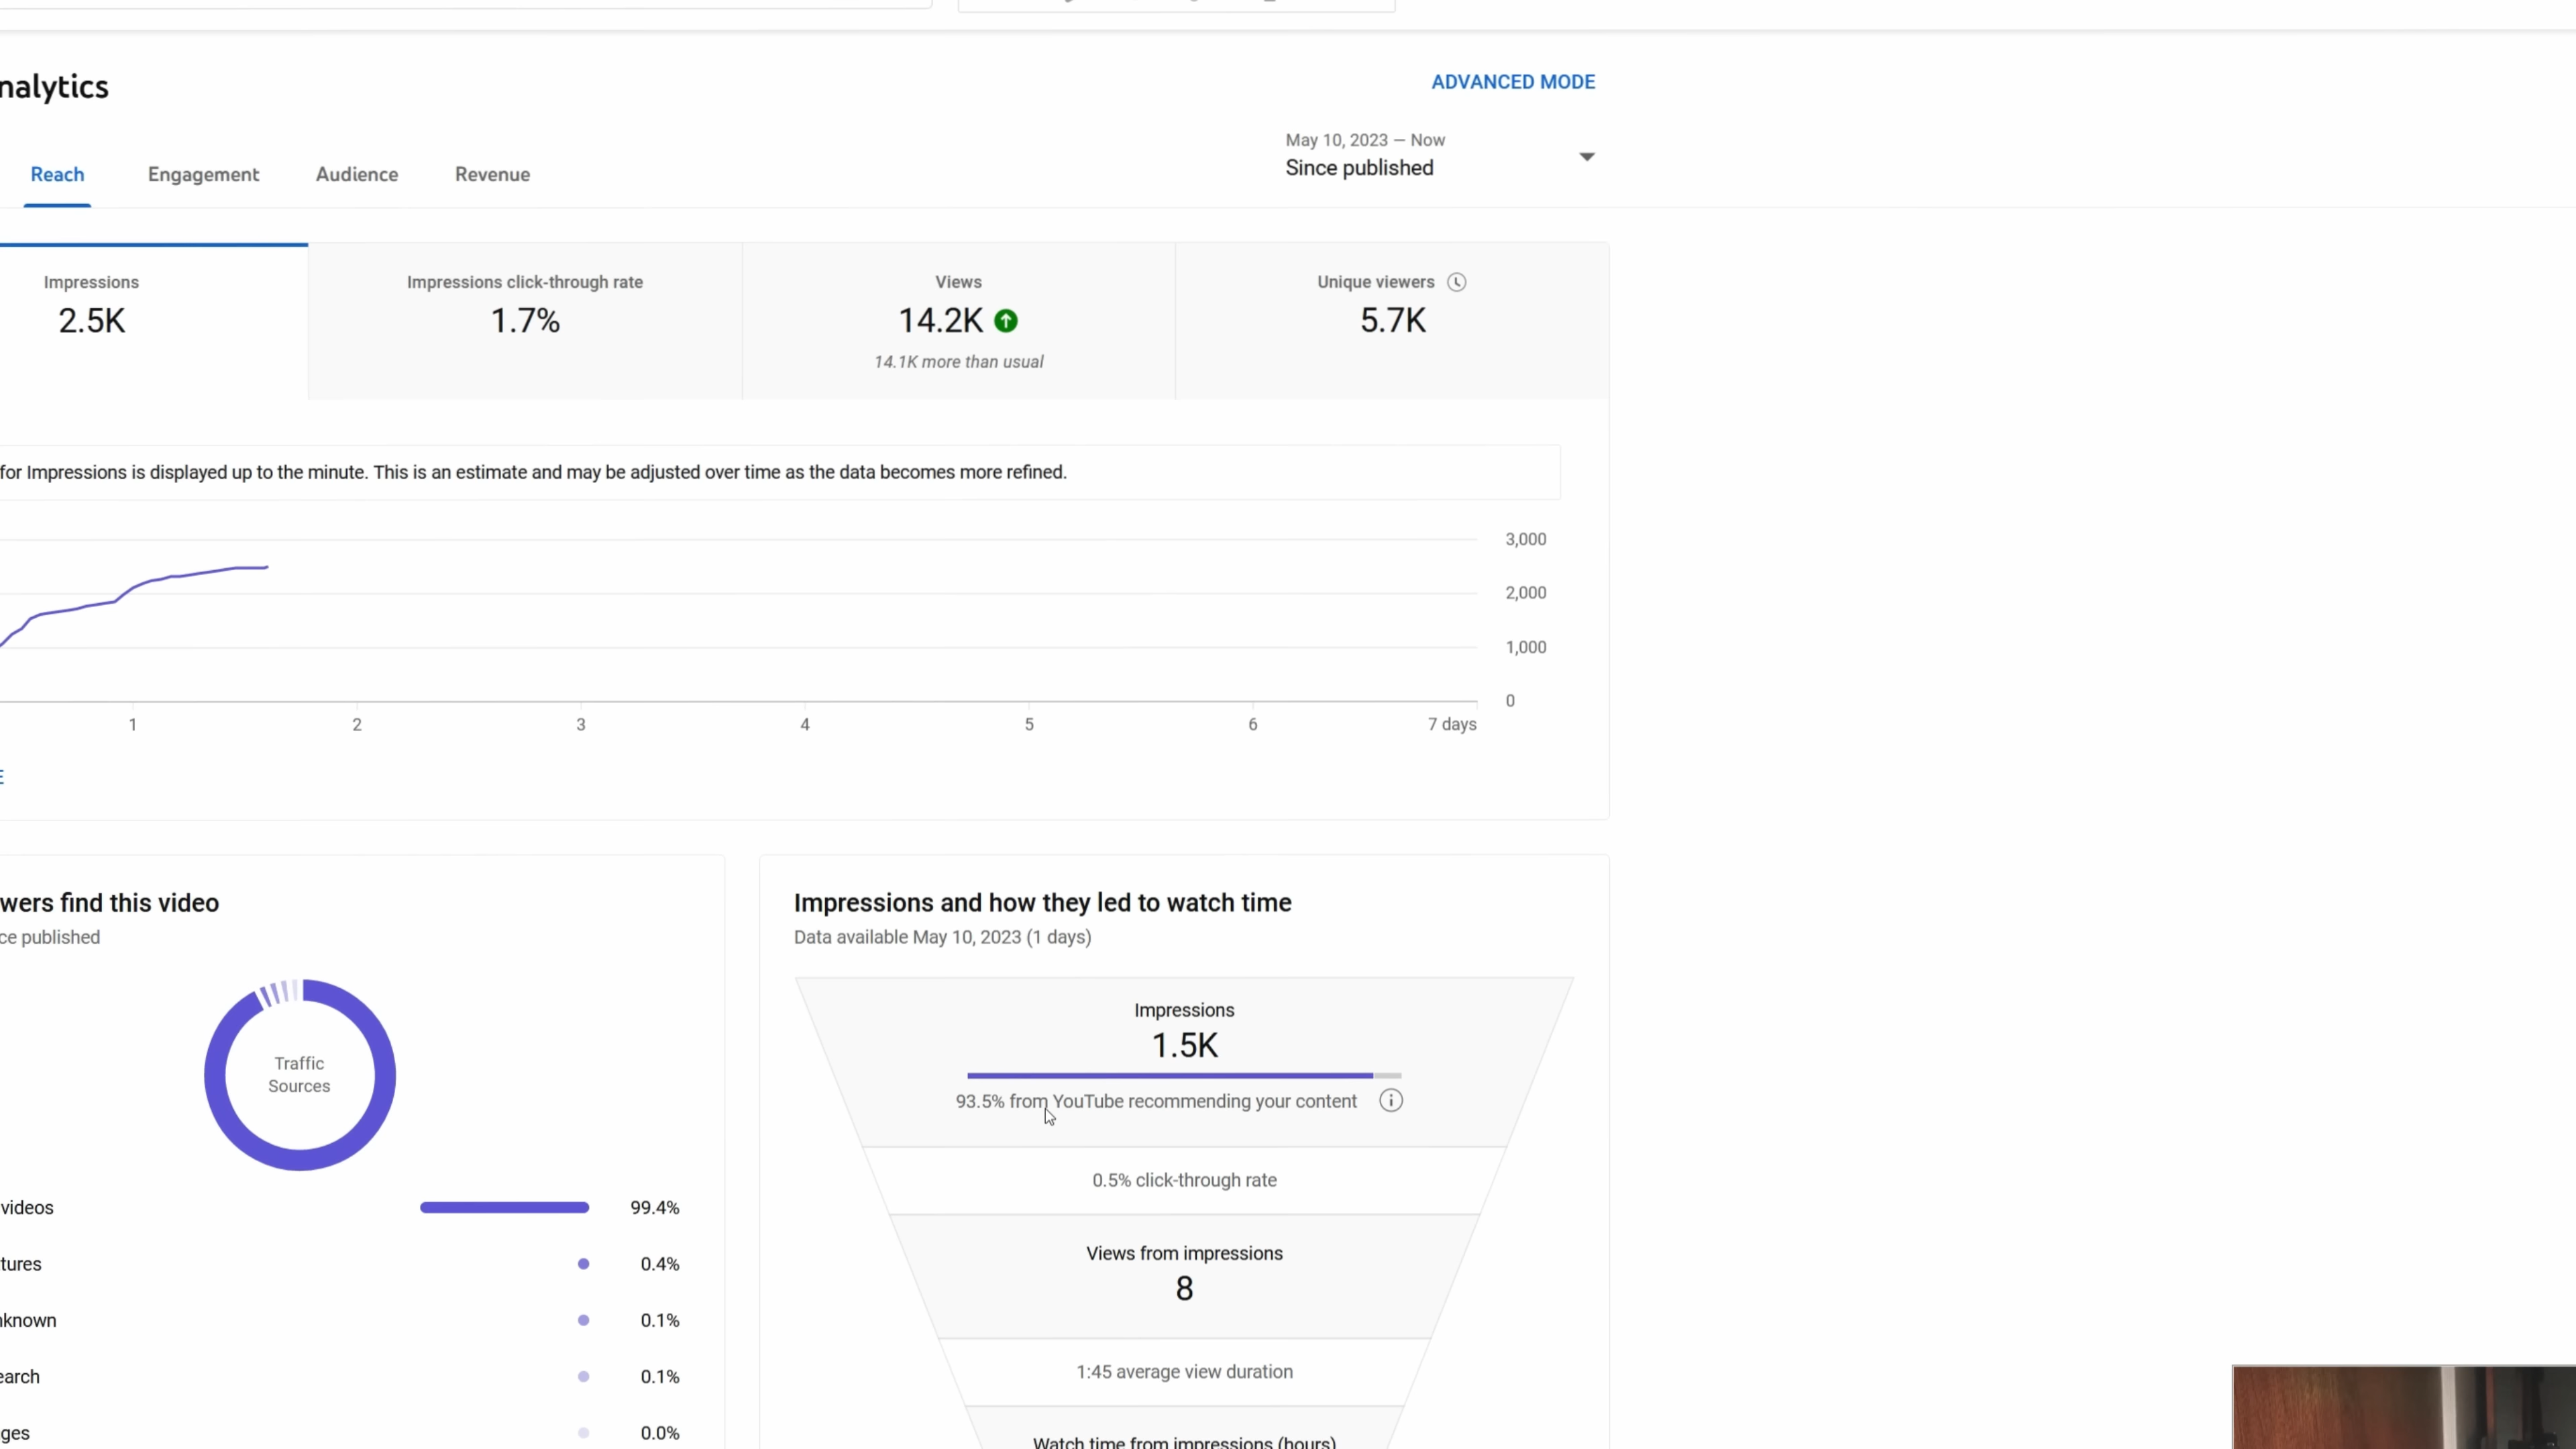 nalytics
ADVANCED MODE
May 10, 2023 – Now
Since published
Reach
Engagement
Audience
Revenue
Impressions
2.5K
Impressions click-through rate
1.7%
Views
14.2K
14.1K more than usual
Unique viewers
5.7K
for Impressions is displayed up to the minute. This is an estimate and may be adjusted over time as the data becomes more refined.
3,000
2,000
1,000
0
1
2
3
4
5
6
7 days
E
wers find this video
ce published
Traffic
Sources
videos
99.4%
tures
0.4%
nknown
0.1%
earch
0.1%
ges
0.0%
Impressions and how they led to watch time
Data available May 10, 2023 (1 days)
Impressions
1.5K
93.5% from YouTube recommending your content
0.5% click-through rate
Views from impressions
8
1:45 average view duration
Watch time from impressions (hours)